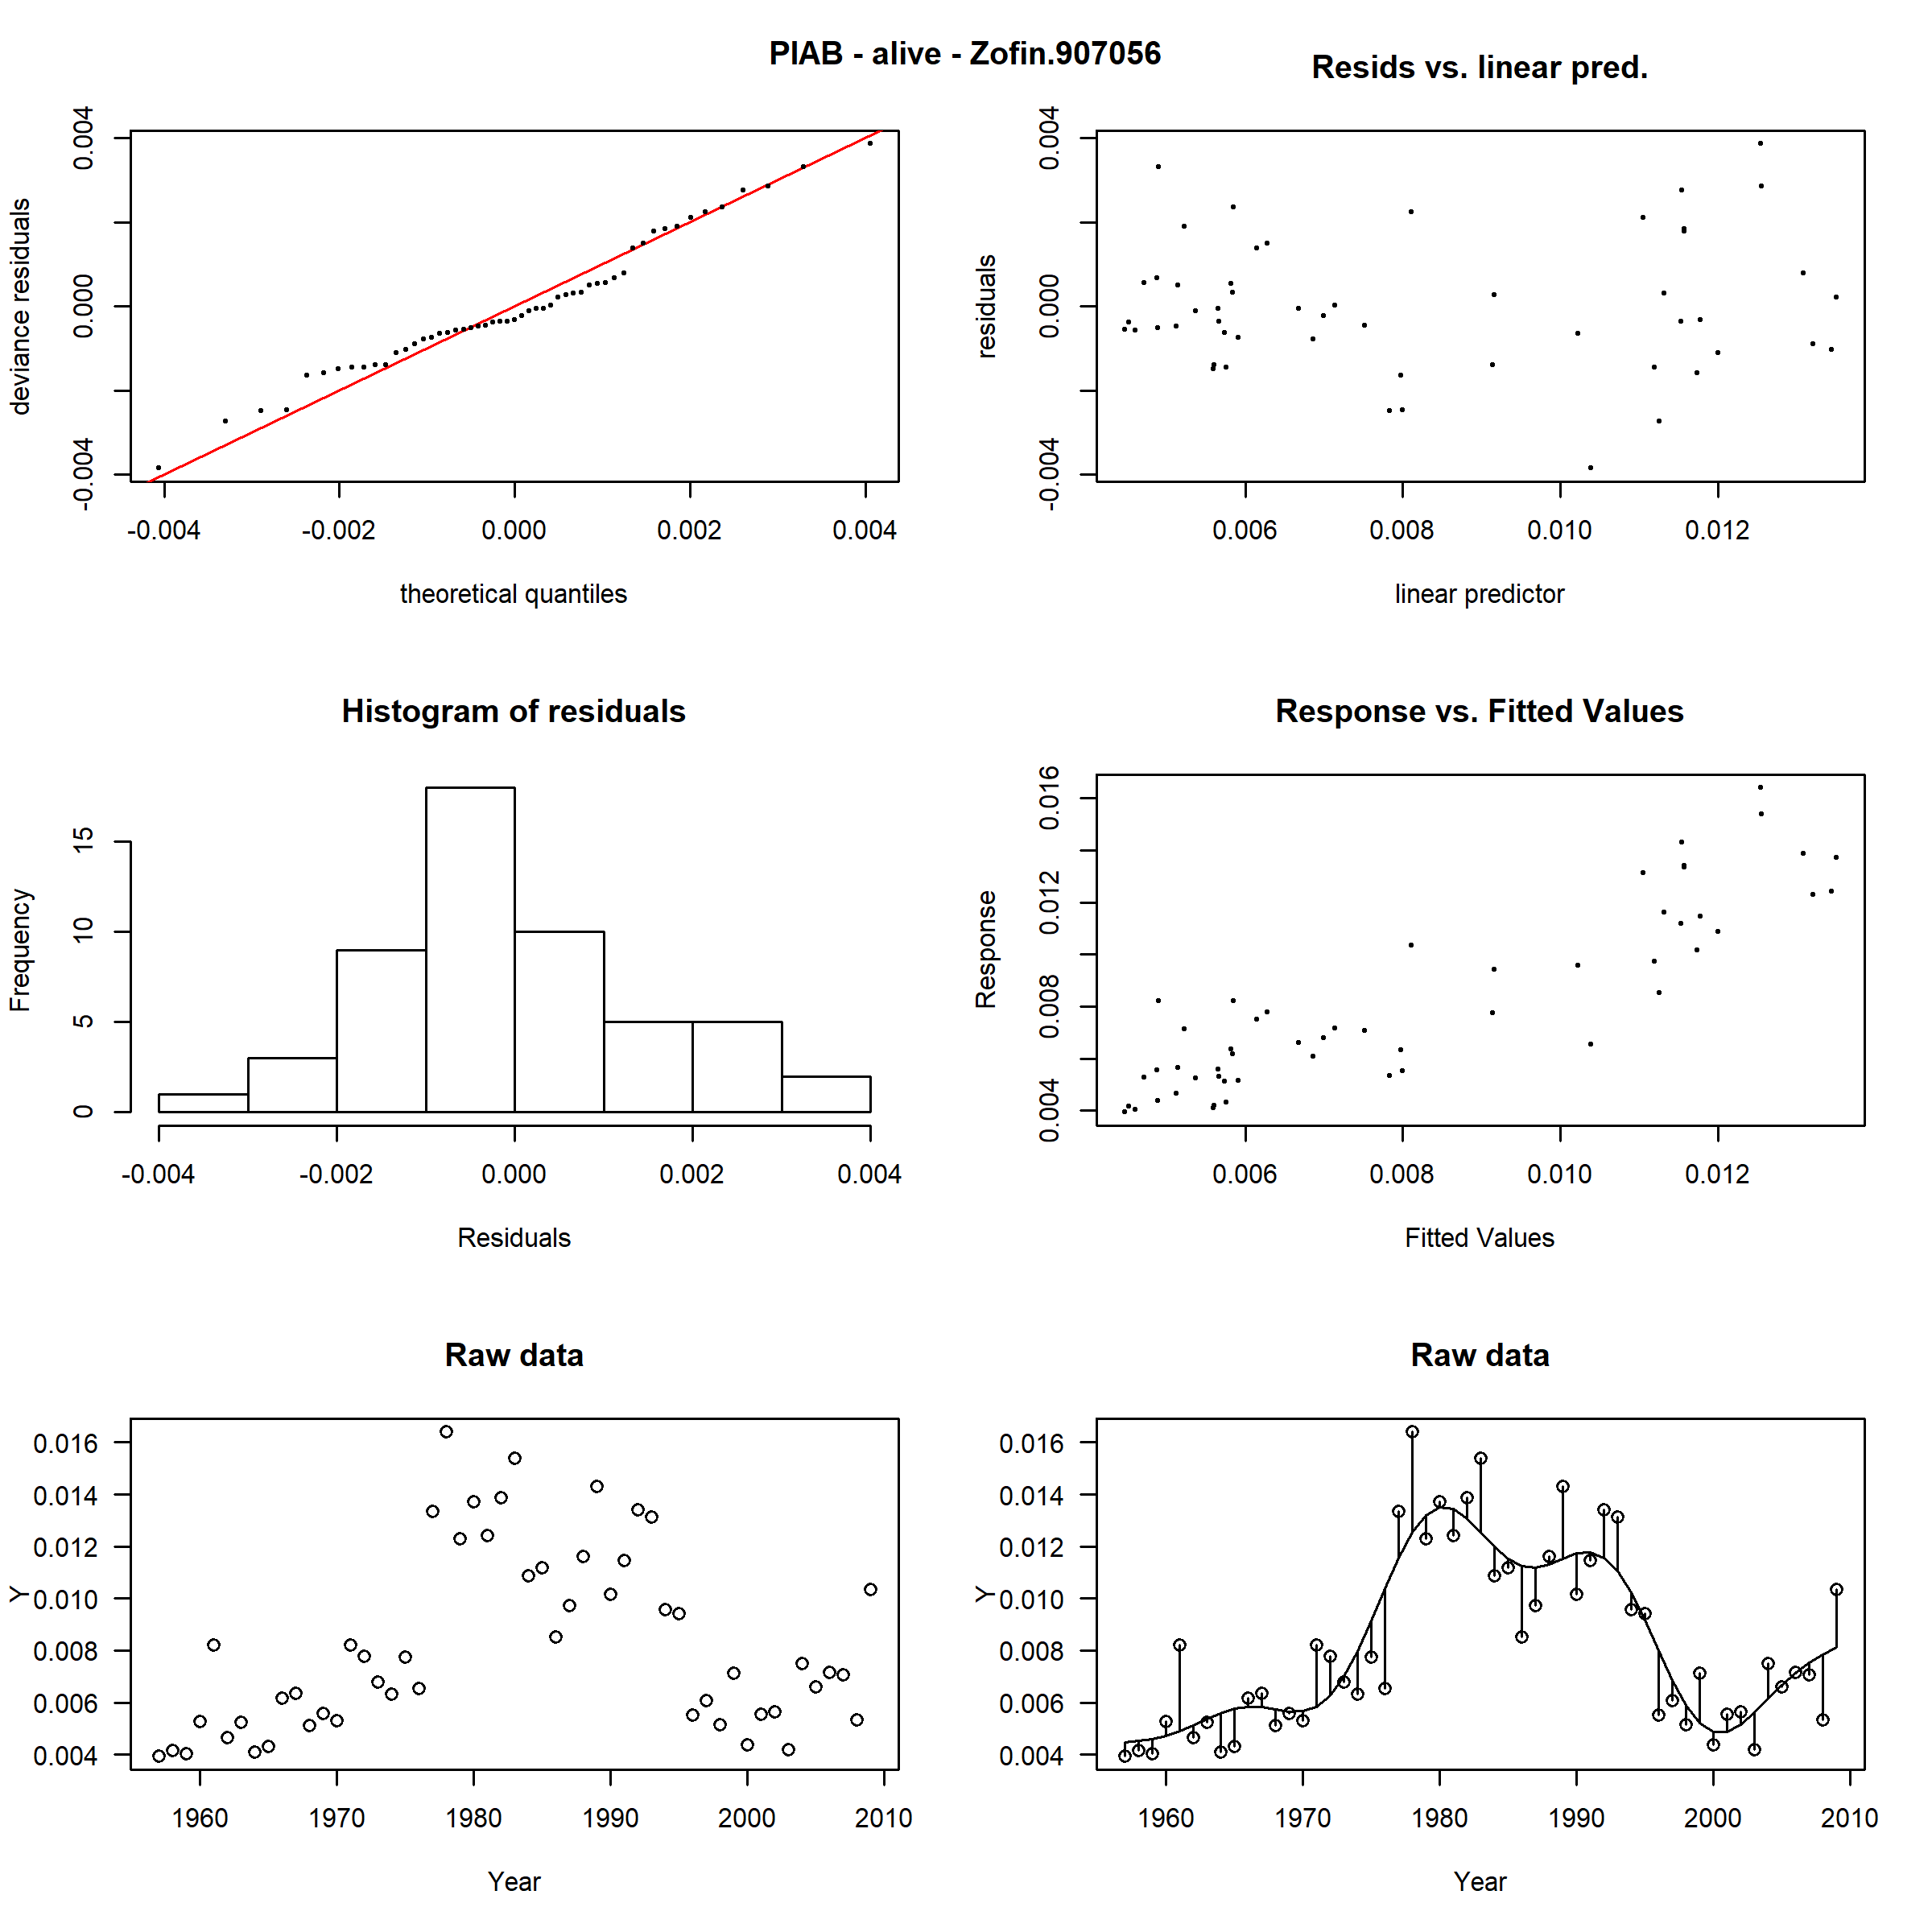 PIAB - alive - Zofin.907056
Resids vs. linear pred.
deviance residuals
0.004
0.000
-0.004
-0.004 -0.002 0.000 0.002 0.004
theoretical quantiles
residuals
0.004
0.000
-0.004
0.006 0.008 0.010 0.012
linear predictor
Histogram of residuals
Frequency
15
10
5
0
-0.004 -0.002 0.000 0.002 0.004
Residuals
Response vs. Fitted Values
Response
0.016
0.012
0.008
0.004
0.006 0.008 0.010 0.012
Fitted Values
Raw data
Y
0.016
0.014
0.012
0.010
0.008
0.006
0.004
1960 1970 1980 1990 2000 2010
Year
Raw data
Y
0.016
0.014
0.012
0.010
0.008
0.006
0.004
1960 1970 1980 1990 2000 2010
Year